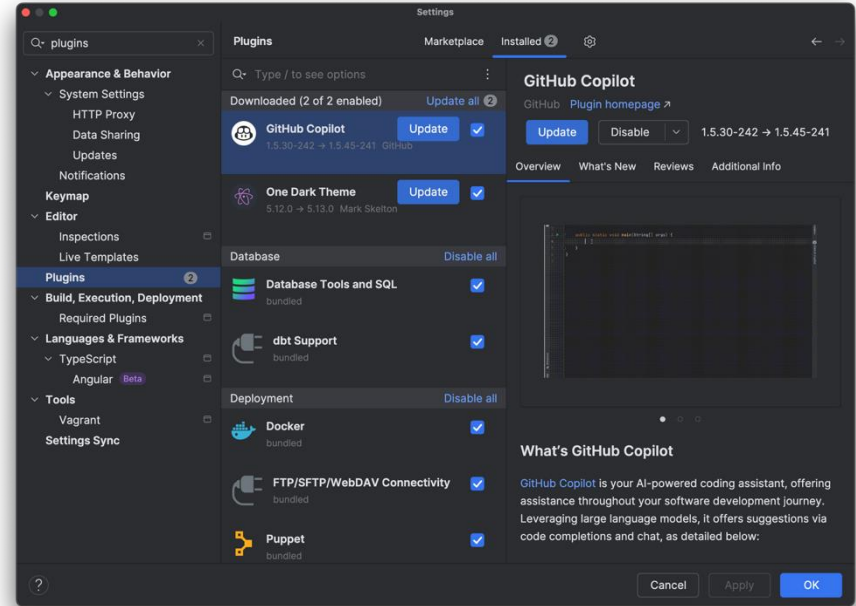 Settings
plugins
Appearance & Behavior
System Settings
HTTP Proxy
Data Sharing
Updates
Notifications
Keymap
Editor
Inspections
Live Templates
Plugins 2
Build, Execution, Deployment
Required Plugins
Languages & Frameworks
TypeScript
Angular Beta
Tools
Vagrant
Settings Sync
Plugins Marketplace Installed 2
Type / to see options
Downloaded (2 of 2 enabled) Update all 2
GitHub Copilot Update
1.5.30-242 → 1.5.45-241 GitHub
One Dark Theme Update
5.12.0 → 5.13.0 Mark Skelton
Database Disable all
Database Tools and SQL
bundled
dbt Support
bundled
Deployment Disable all
Docker
bundled
FTP/SFTP/WebDAV Connectivity
bundled
Puppet
bundled
GitHub Copilot
GitHub Plugin homepage ↗
Update Disable 1.5.30-242 → 1.5.45-241
Overview What's New Reviews Additional Info
public static void main(String[] args) {
}
}
What's GitHub Copilot
GitHub Copilot is your AI-powered coding assistant, offering
assistance throughout your software development journey.
Leveraging large language models, it offers suggestions via
code completions and chat, as detailed below:
? Cancel Apply OK